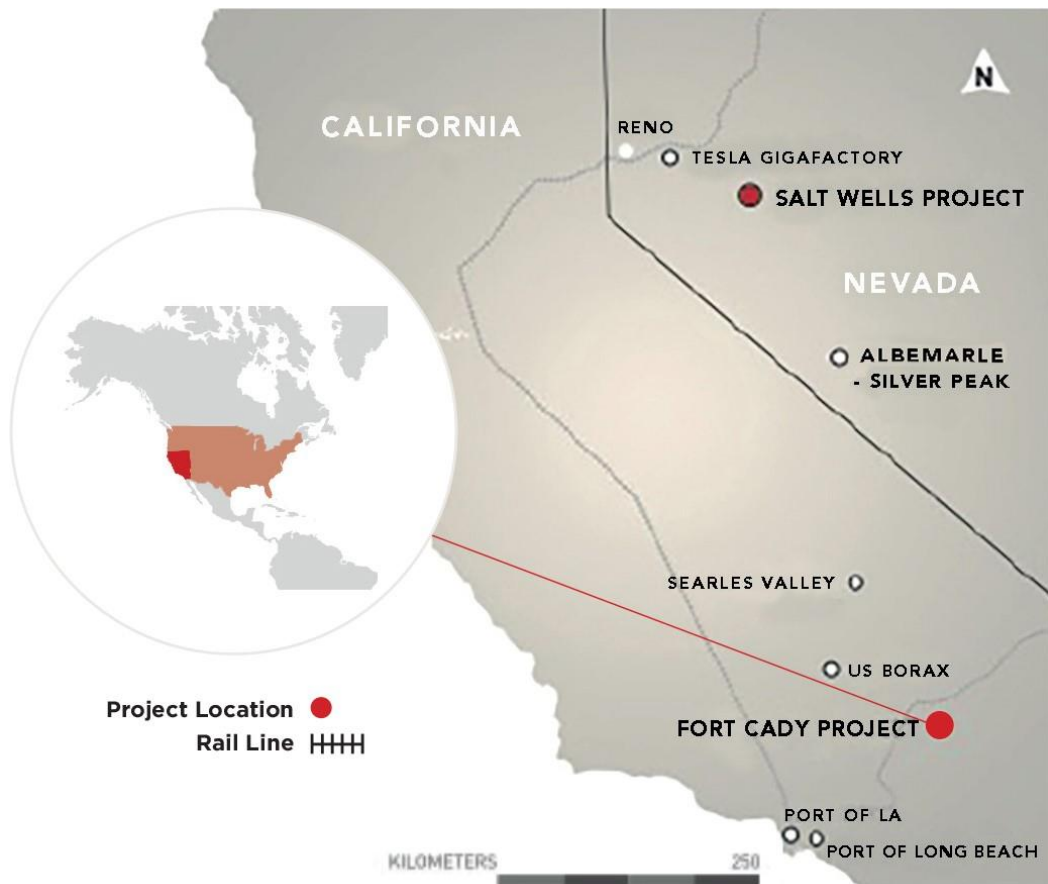 N
CALIFORNIA
RENO
TESLA GIGAFACTORY
SALT WELLS PROJECT
NEVADA
ALBEMARLE
- SILVER PEAK
SEARLES VALLEY
US BORAX
Project Location
Rail Line
FORT CADY PROJECT
PORT OF LA
PORT OF LONG BEACH
KILOMETERS 250